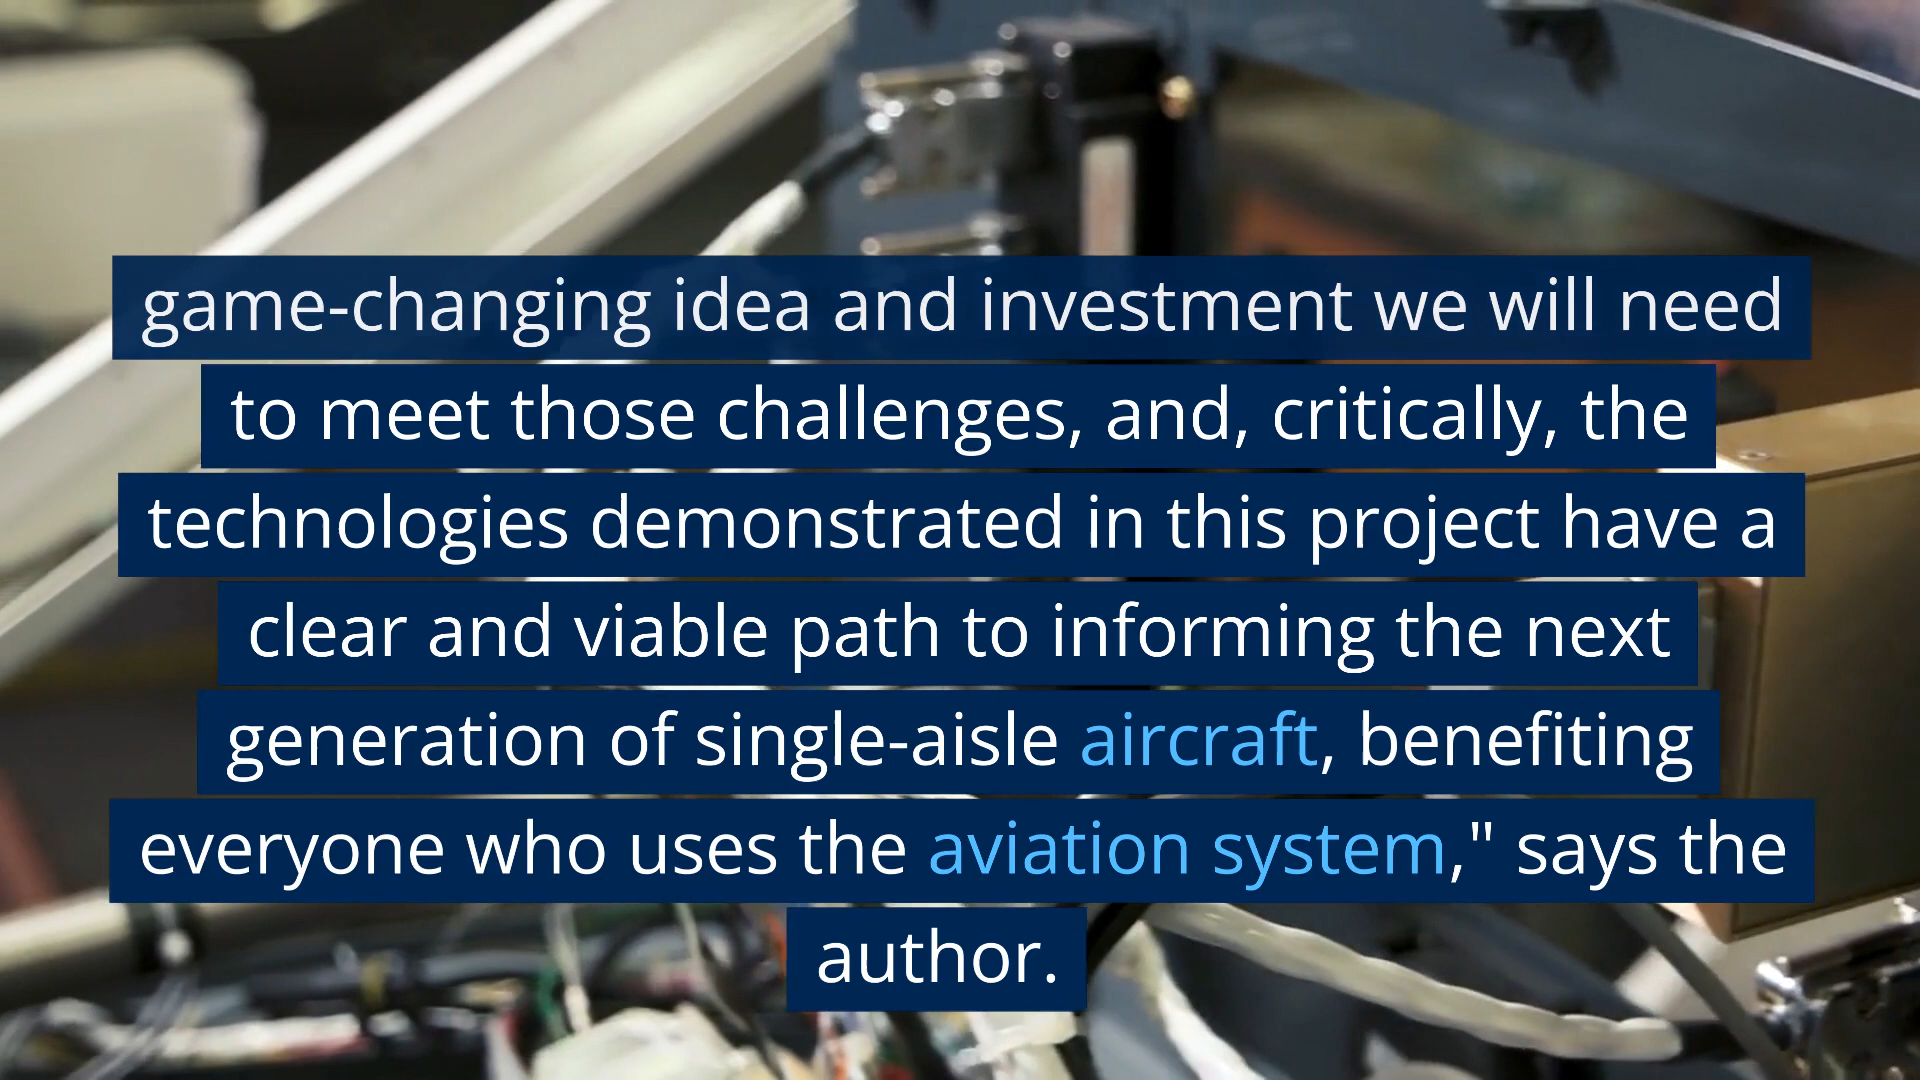 game-changing idea and investment we will need
to meet those challenges, and, critically, the
technologies demonstrated in this project have a
clear and viable path to informing the next
generation of single-aisle aircraft, benefiting
everyone who uses the aviation system," says the
author.